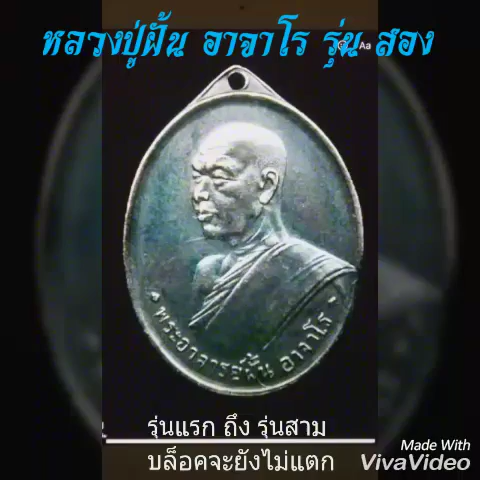 หลวงปู่ฝั้น อาจาโร รุ่น สอง
Aa
พระอาจารย์ฝั้น อาจาโร
รุ่นแรก ถึง รุ่นสาม
บล็อคจะยังไม่แตก
Made With
VivaVideo